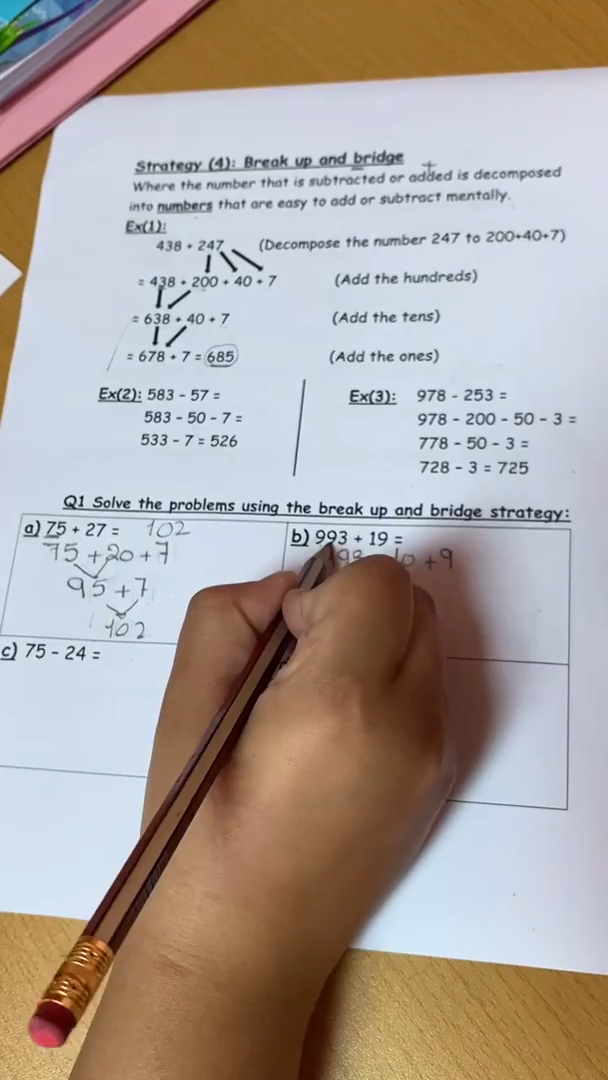 Strategy (4): Break up and bridge
+
Where the number that is subtracted or added is decomposed
into numbers that are easy to add or subtract mentally.
Ex(1):
438 + 247 (Decompose the number 247 to 200+40+7)
= 438 + 200 + 40 + 7 (Add the hundreds)
= 638 + 40 + 7 (Add the tens)
= 678 + 7 = 685 (Add the ones)
Ex(2): 583 - 57 =
583 - 50 - 7 =
533 - 7 = 526
Ex(3): 978 - 253 =
978 - 200 - 50 - 3 =
778 - 50 - 3 =
728 - 3 = 725
Q1 Solve the problems using the break up and bridge strategy:
a) 75 + 27 = 102
75 + 20 + 7
95 + 7
102
b) 993 + 19 =
+ 9
c) 75 - 24 =